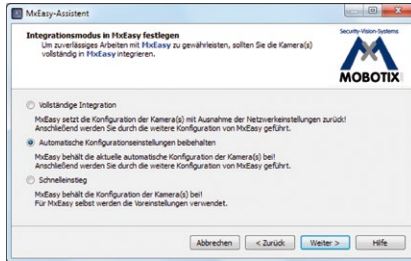 MxEasy-Assistent
Integrationsmodus in MxEasy festlegen
Um zuverlässiges Arbeiten mit MxEasy zu gewährleisten, sollten Sie die Kamera(s)
vollständig in MxEasy integrieren.
Security-Vision-Systems
MOBOTIX
Vollständige Integration
MxEasy setzt die Konfiguration der Kamera(s) mit Ausnahme der Netzwerkeinstellungen zurück!
Anschließend werden Sie durch die weitere Konfiguration von MxEasy geführt.
Automatische Konfigurationseinstellungen beibehalten
MxEasy behält die aktuelle automatische Konfiguration der Kamera(s) bei!
Anschließend werden Sie durch die weitere Konfiguration von MxEasy geführt.
Schnelleinstieg
MxEasy behält die Konfiguration der Kamera(s) bei!
Für MxEasy selbst werden die Voreinstellungen verwendet.
Abbrechen
< Zurück
Weiter >
Hilfe